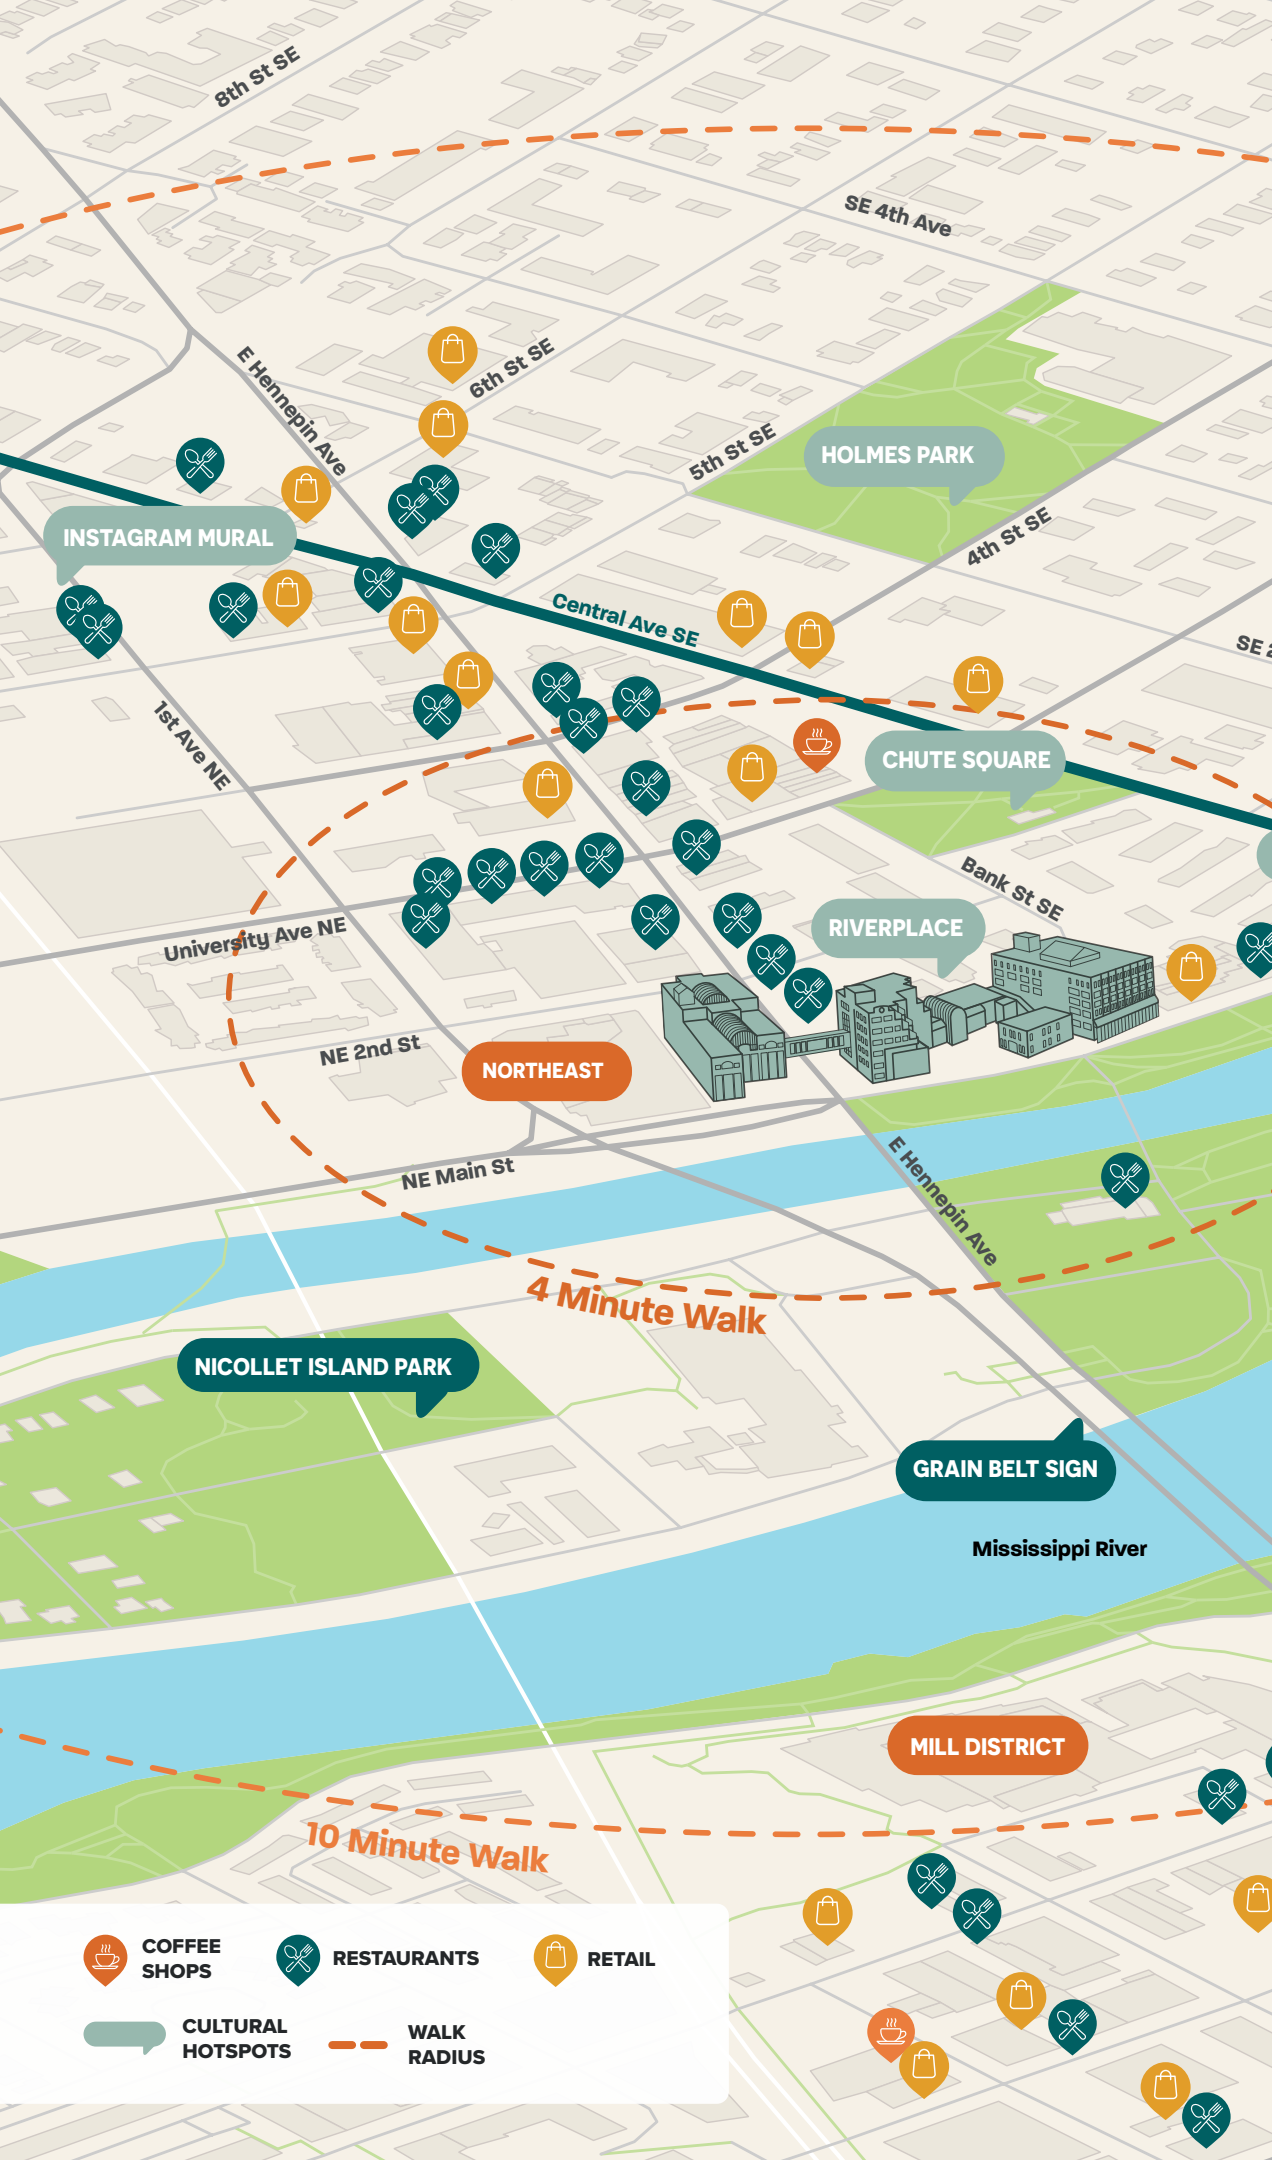 8th St SE
SE 4th Ave
E Hennepin Ave
6th St SE
5th St SE
HOLMES PARK
4th St SE
INSTAGRAM MURAL
Central Ave SE
SE 2
1st Ave NE
CHUTE SQUARE
Bank St SE
University Ave NE
RIVERPLACE
NE 2nd St
NORTHEAST
NE Main St
E Hennepin Ave
4 Minute Walk
NICOLLET ISLAND PARK
GRAIN BELT SIGN
Mississippi River
MILL DISTRICT
10 Minute Walk
COFFEE
SHOPS
RESTAURANTS
RETAIL
CULTURAL
HOTSPOTS
WALK
RADIUS